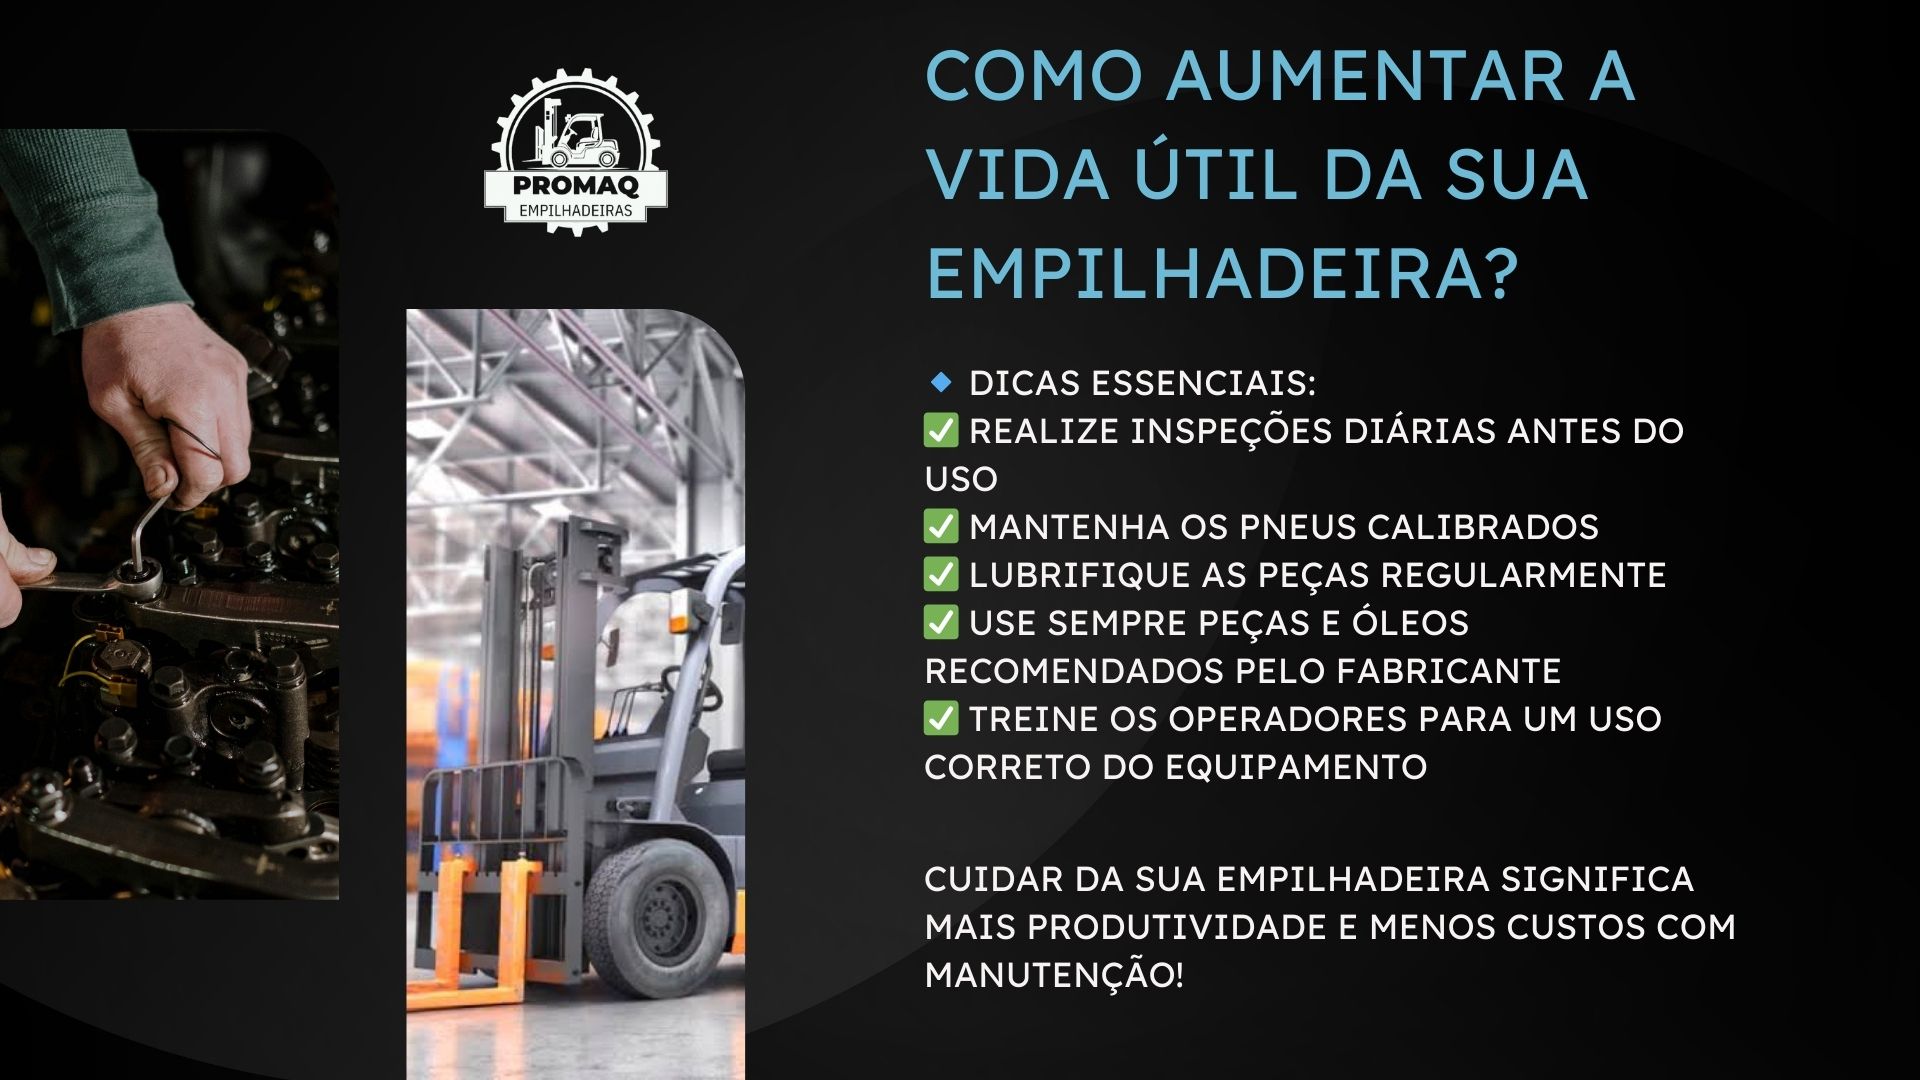 PROMAQ
EMPILHADEIRAS
COMO AUMENTAR A
VIDA ÚTIL DA SUA
EMPILHADEIRA?
🔹 DICAS ESSENCIAIS:
✅ REALIZE INSPEÇÕES DIÁRIAS ANTES DO
USO
✅ MANTENHA OS PNEUS CALIBRADOS
✅ LUBRIFIQUE AS PEÇAS REGULARMENTE
✅ USE SEMPRE PEÇAS E ÓLEOS
RECOMENDADOS PELO FABRICANTE
✅ TREINE OS OPERADORES PARA UM USO
CORRETO DO EQUIPAMENTO
CUIDAR DA SUA EMPILHADEIRA SIGNIFICA
MAIS PRODUTIVIDADE E MENOS CUSTOS COM
MANUTENÇÃO!